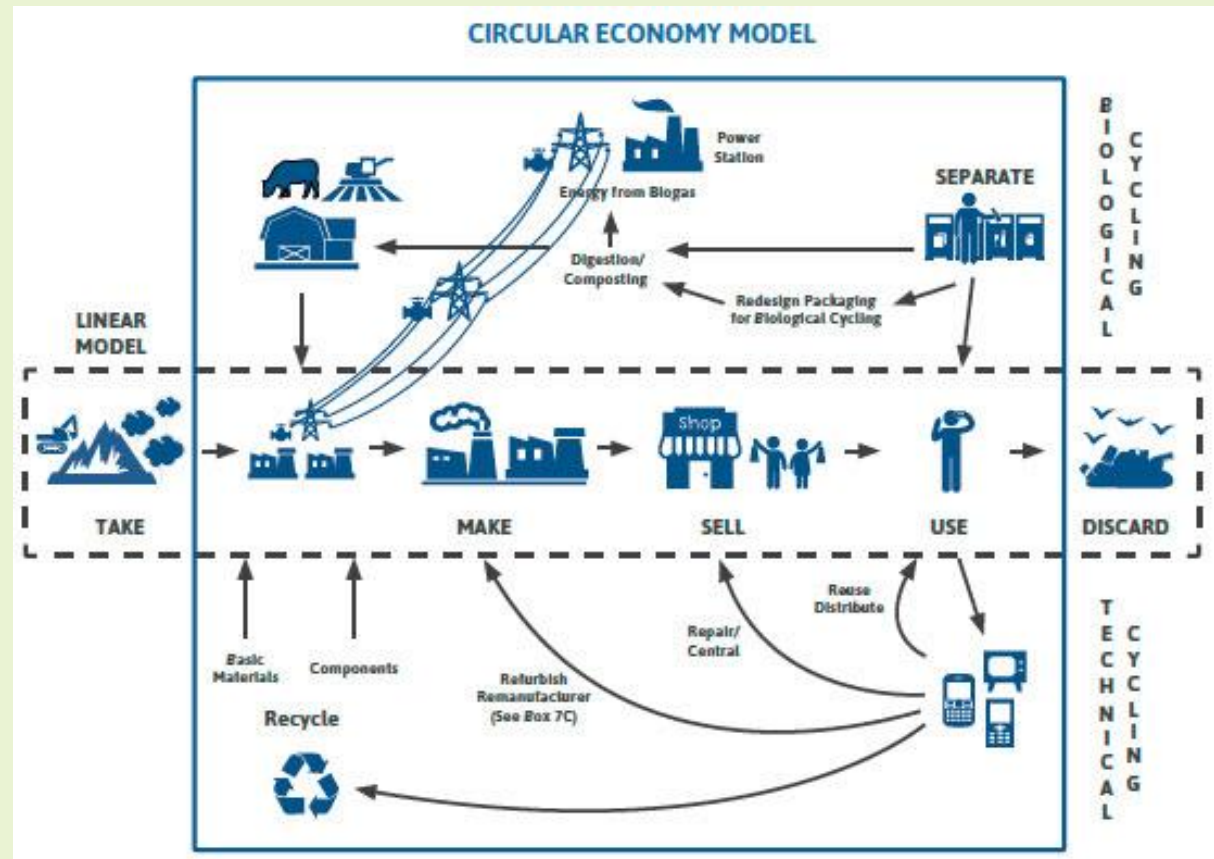 CIRCULAR ECONOMY MODEL
BIOLOGICAL
CYCLING
Power
Station
Energy from Biogas
SEPARATE
Digestion/
Composting
Redesign Packaging
for Biological Cycling
LINEAR
MODEL
Shop
TAKE
MAKE
SELL
USE
DISCARD
Reuse
Distribute
Repair/
Central
Basic
Materials
Components
Refurbish
Remanufacturer
(See Box 7C)
Recycle
TECHNICAL
CYCLING